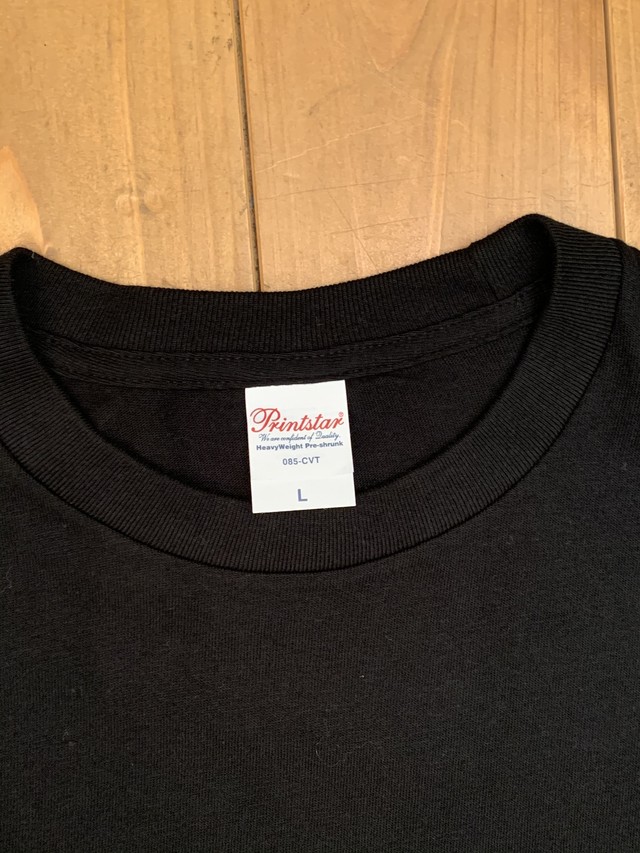 Printstar®
We are confident of Quality.
HeavyWeight Pre-shrunk
085-CVT
L